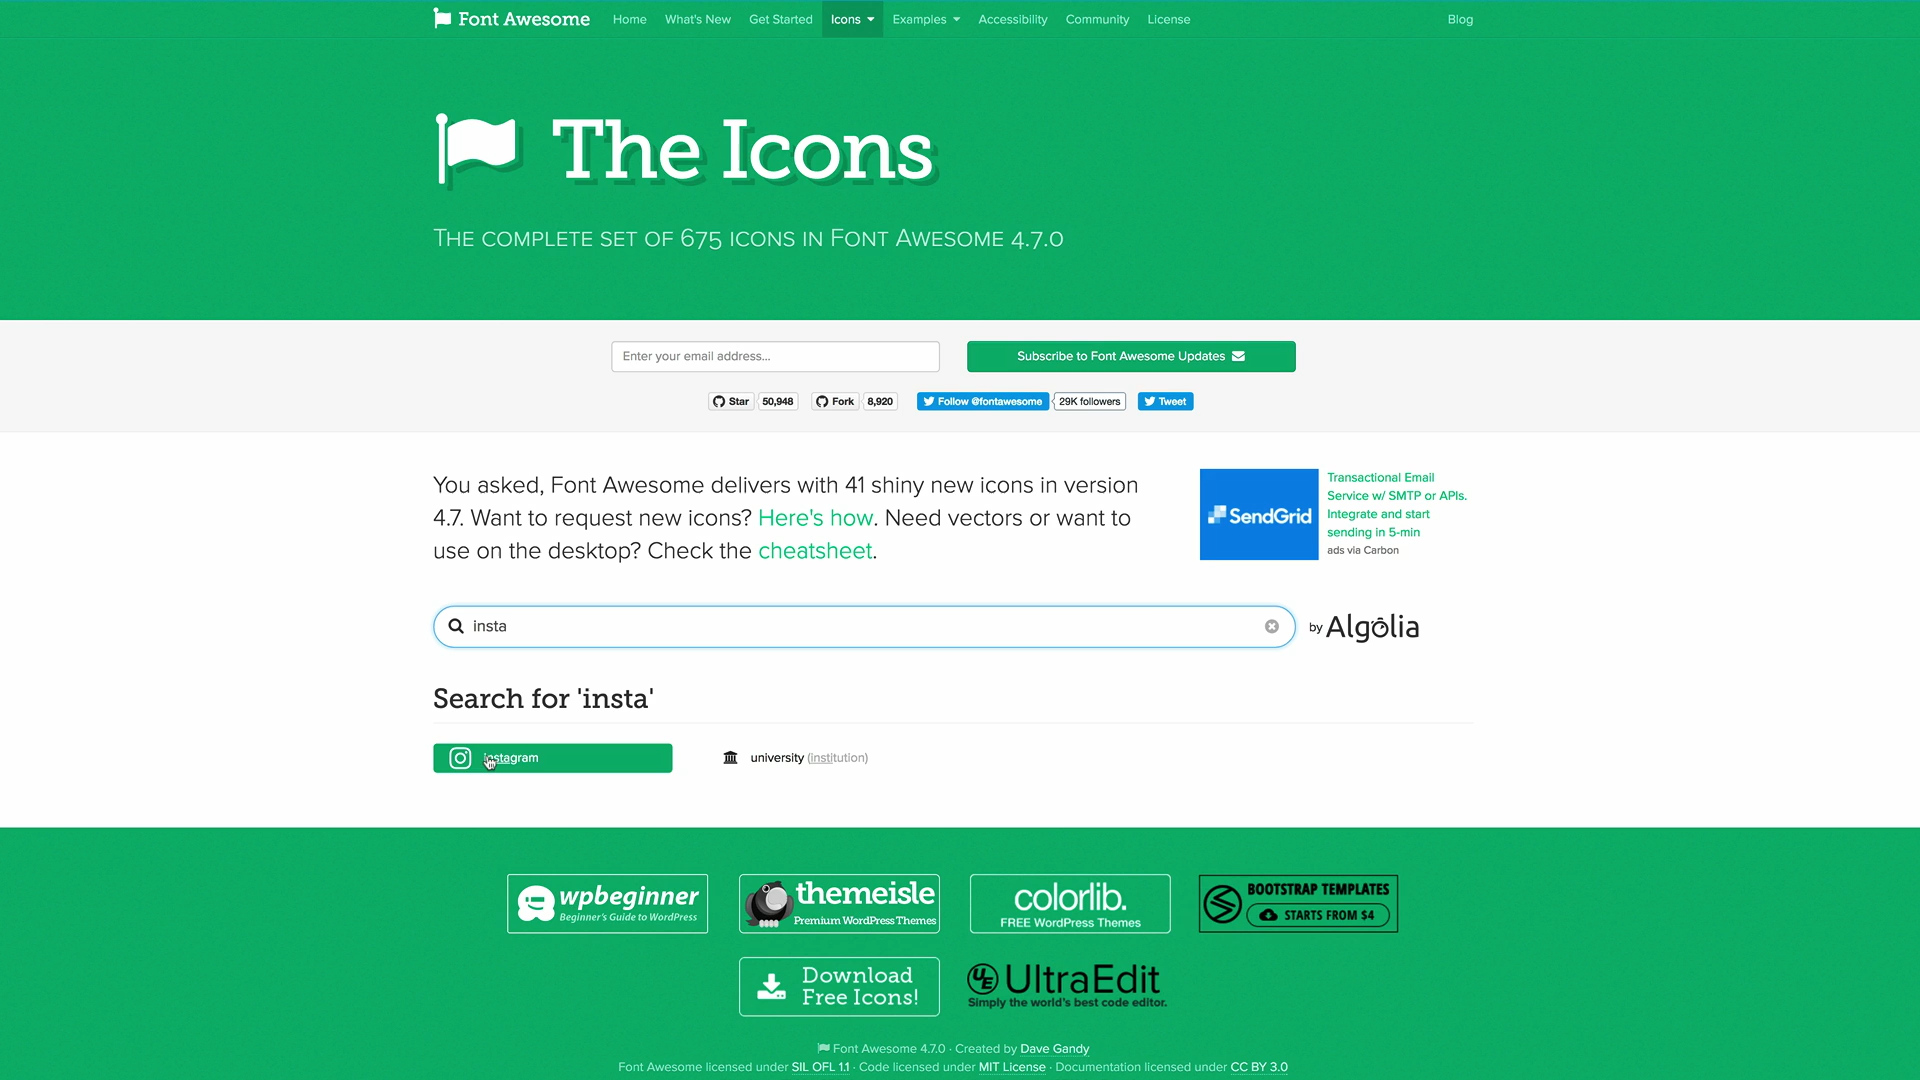 Font Awesome Home What's New Get Started Icons Examples Accessibility Community License Blog
The Icons
The complete set of 675 icons in Font Awesome 4.7.0
Enter your email address... Subscribe to Font Awesome Updates
Star 50,948 Fork 8,920 Follow @fontawesome 29K followers Tweet
You asked, Font Awesome delivers with 41 shiny new icons in version
4.7. Want to request new icons? Here's how. Need vectors or want to
use on the desktop? Check the cheatsheet.
SendGrid
Transactional Email
Service w/ SMTP or APIs.
Integrate and start
sending in 5-min
ads via Carbon
insta
by Algolia
Search for 'insta'
instagram university (institution)
wpbeginner
Beginner's Guide to WordPress
themeisle
Premium WordPress Themes
colorlib.
FREE WordPress Themes
BOOTSTRAP TEMPLATES
STARTS FROM $4
Download
Free Icons!
UE UltraEdit
Simply the world's best code editor.
Font Awesome 4.7.0 · Created by Dave Gandy
Font Awesome licensed under SIL OFL 1.1 · Code licensed under MIT License · Documentation licensed under CC BY 3.0